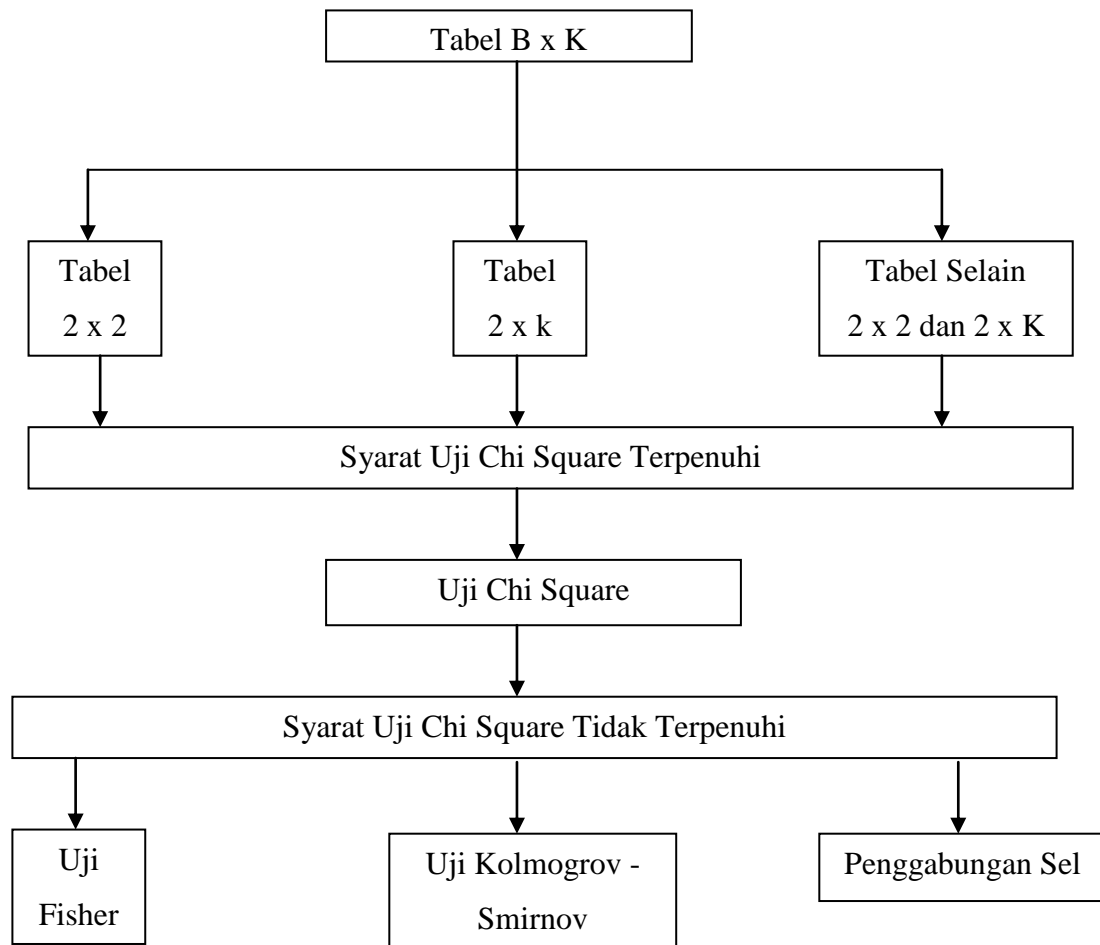 Tabel B x K
Tabel
2 x 2
Tabel
2 x k
Tabel Selain
2 x 2 dan 2 x K
Syarat Uji Chi Square Terpenuhi
Uji Chi Square
Syarat Uji Chi Square Tidak Terpenuhi
Uji
Fisher
Uji Kolmogrov -
Smirnov
Penggabungan Sel